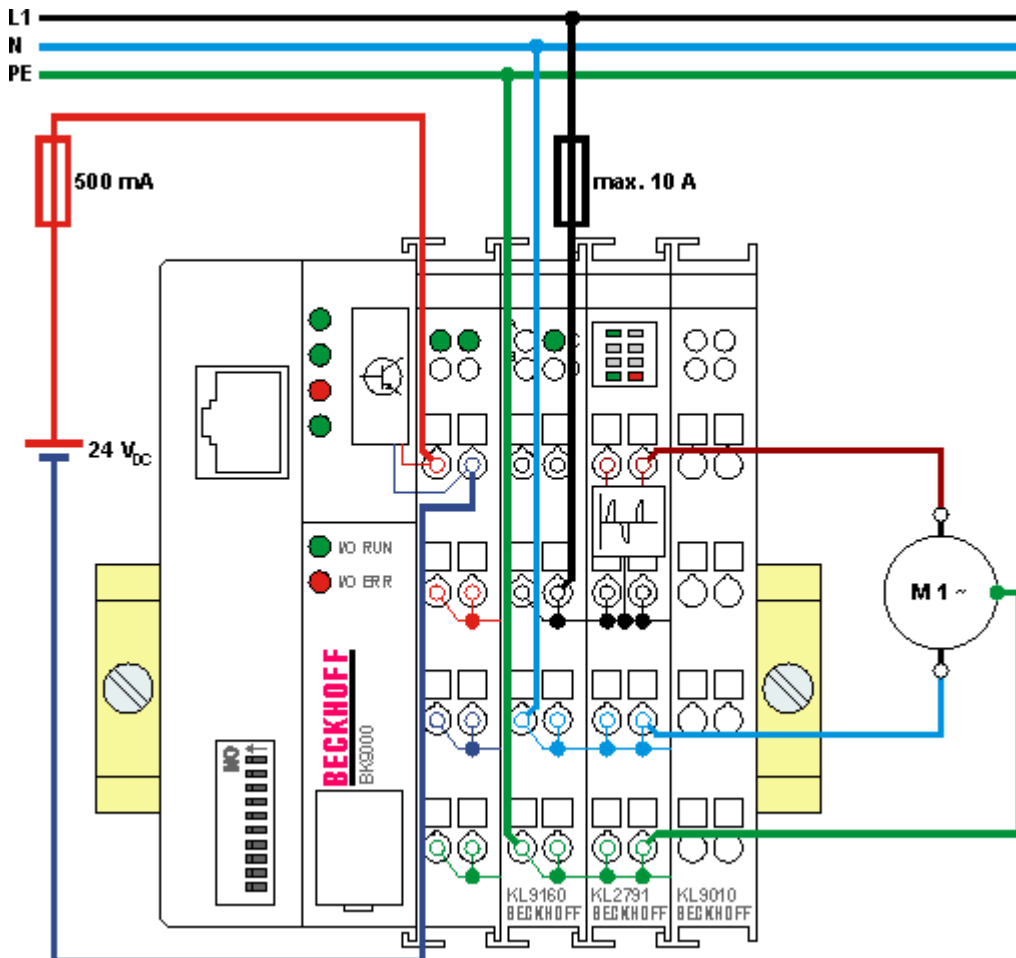 L1
N
PE
500 mA
max. 10 A
24 VDC
I/O RUN
I/O ERR
M 1 ~
BECKHOFF
BK9000
ON
KL9160
BECKHOFF
KL2791
BECKHOFF
KL9010
BECKHOFF